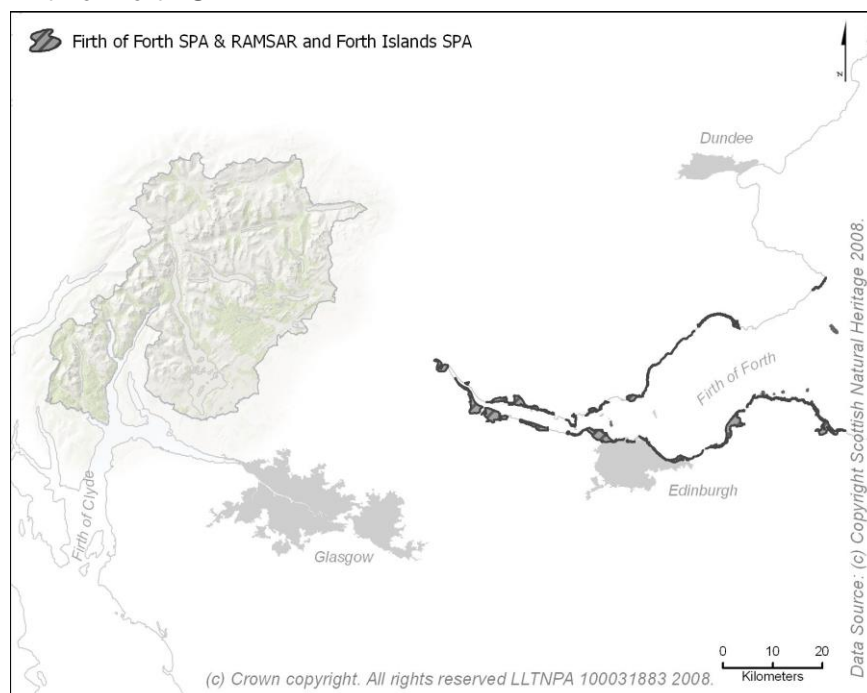 Firth of Forth SPA & RAMSAR and Forth Islands SPA
N
Dundee
Firth of Forth
Edinburgh
Glasgow
Firth of Clyde
Data Source: (c) Copyright Scottish Natural Heritage 2008.
0 10 20
Kilometers
(c) Crown copyright. All rights reserved LLTNPA 100031883 2008.